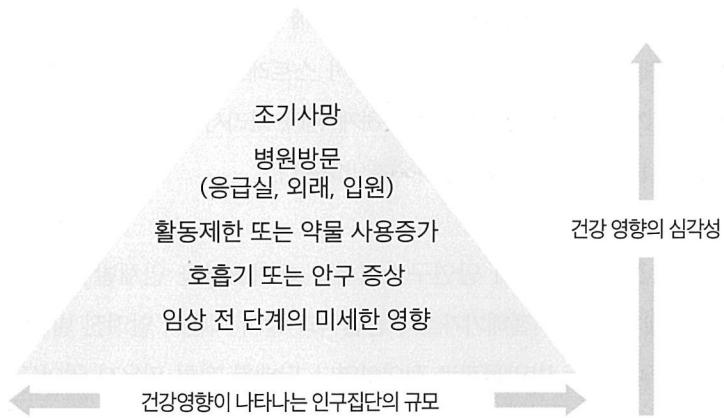 조기사망
병원방문
(응급실, 외래, 입원)
활동제한 또는 약물 사용증가
호흡기 또는 안구 증상
임상 전 단계의 미세한 영향
건강 영향의 심각성
건강영향이 나타나는 인구집단의 규모